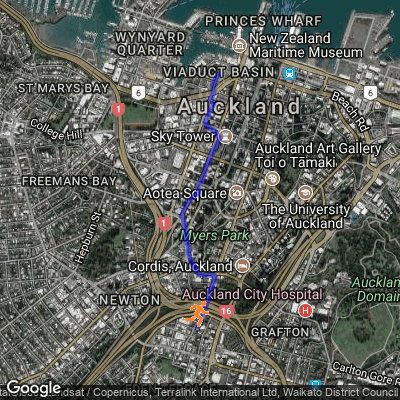 PRINCES WHARF
WYNYARD
QUARTER
New Zealand
Maritime Museum
VIADUCT BASIN
ST MARYS BAY
6
6
1
Auckland
Beach Rd
College Hill
Sky Tower
Auckland Art Gallery
Toi o Tāmaki
FREEMANS BAY
Aotea Square
The University
of Auckland
Hepburn St
1
Myers Park
Cordis, Auckland
Auckland
Domain
NEWTON
Auckland City Hospital
16
H
GRAFTON
Carlton Gore R
Google
Landsat / Copernicus, Terralink International Ltd, Waikato District Council